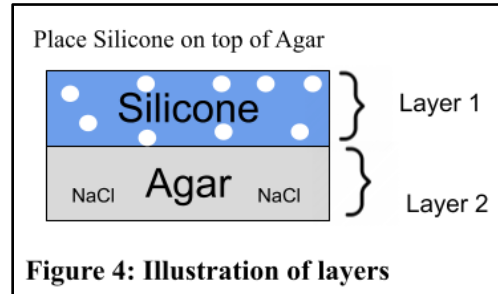 Place Silicone on top of Agar
Silicone
Layer 1
NaCl Agar NaCl
Layer 2
Figure 4: Illustration of layers